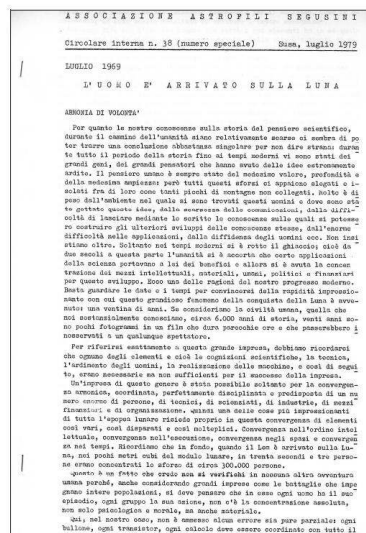 ASSOCIAZIONE ASTROFILI SEGUSINI
Circolare interna n. 38 (numero speciale) Susa, luglio 1979
LUGLIO 1969
L'UOMO E' ARRIVATO SULLA LUNA
ARMONIA DI VOLONTA'
Per quanto le nostre conoscenze sulla storia del pensiero scientifico,
durante il cammino dell'umanità siano relativamente scarse ci sembra di po
ter trarre una conclusione abbastanza singolare per non dire strana: duran
te tutto il periodo della storia fino ai tempi moderni vi sono stati dei
grandi geni, dei grandi pensatori che hanno avuto delle idee estremamente
ardite. Il pensiero umano è sempre stato del medesimo valore, profondità e
della medesima sapienza: però tutti questi sforzi ci appaiono slegati e i-
solati fra di loro come tanti picchi di montagne non collegati. Molto è di
peso dall'ambiente nel quale si sono trovati questi uomini e dove sono sta
te gettate queste idee, dalla scarsezza delle comunicazioni, dalla diffi-
coltà di lasciare mediante lo scritto le conoscenze sulle quali si potesse
ro costruire gli ulteriori sviluppi delle conoscenze stesse, dall'enorme
difficoltà nelle applicazioni, dalla diffidenza degli uomini ecc. Non insi
stiamo oltre. Soltanto nei tempi moderni si è rotto il ghiaccio; cioè da
due secoli a questa parte l'umanità si è accorta che certe applicazioni
della scienza portavano a lei dei benefici e allora si è avuta la concen
trazione dei mezzi intellettuali, materiali, umani, politici e finanziari
per questo sviluppo. Ecco una delle ragioni del nostro progresso moderno.
Basta guardare le date e i tempi per convincersi della rapidità impressio-
nante con cui questo grandioso fenomeno della conquista della Luna è avve-
nuto: una ventina di anni. Se consideriamo la civiltà umana, quella che
noi sostanzialmente conosciamo, circa 6.000 anni di storia, venti anni so-
no pochi fotogrammi in un film che dura parecchie ore e che passerebbero i
nosservati a un qualunque spettatore.
Per riferirsi esattamente a questa grande impresa, dobbiamo ricordarci
che ognuno degli elementi e cioè le cognizioni scientifiche, la tecnica,
l'ardimento degli uomini, la realizzazione delle macchine, e così di segui
to, erano necessarie ma non sufficienti per il successo della impresa.
Un'impresa di questo genere è stata possibile soltanto per la convergen-
za armonica, coordinata, perfettamente disciplinata e predisposta di un nu
mero enorme di persone, di tecnici, di scienziati, di industrie, di mezzi
finanziari e di organizzazione. Quindi una delle cose più impressionanti
di tutta l'epopea lunare risiede proprio in questa convergenza di elementi
così vari, così disparati e così molteplici. Convergenza nell'ordine intel
lettuale, convergenza nell'esecuzione, convergenza negli spazi e convergen
za nei tempi. Ricordiamo che in fondo, quando il Lem è arrivato sulla Lu-
na, nei pochi metri cubi del modulo lunare, in trenta secondi e tre perso-
ne erano concentrati lo sforzo di circa 300.000 persone.
Questo è un fatto che credo non si verifichi in nessuna altra avventura
umana perché, anche considerando grandi imprese come le battaglie che impe
gnano intere popolazioni, si deve pensare che in esse ogni uomo ha il suo
episodio, ogni gruppo la sua azione, non c'è la concentrazione assoluta,
non solo psicologica e morale, ma anche materiale.
Qui, nel nostro caso, non è ammesso alcun errore sia pure parziale: ogni
bullone, ogni transistor, ogni calcolo deve essere coordinato con tutto il